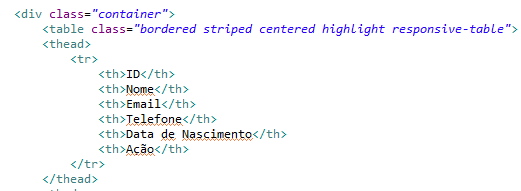 <div class="container">
<table class="bordered striped centered highlight responsive-table">
<thead>
<tr>
<th>ID</th>
<th>Nome</th>
<th>Email</th>
<th>Telefone</th>
<th>Data de Nascimento</th>
<th>Ação</th>
</tr>
</thead>